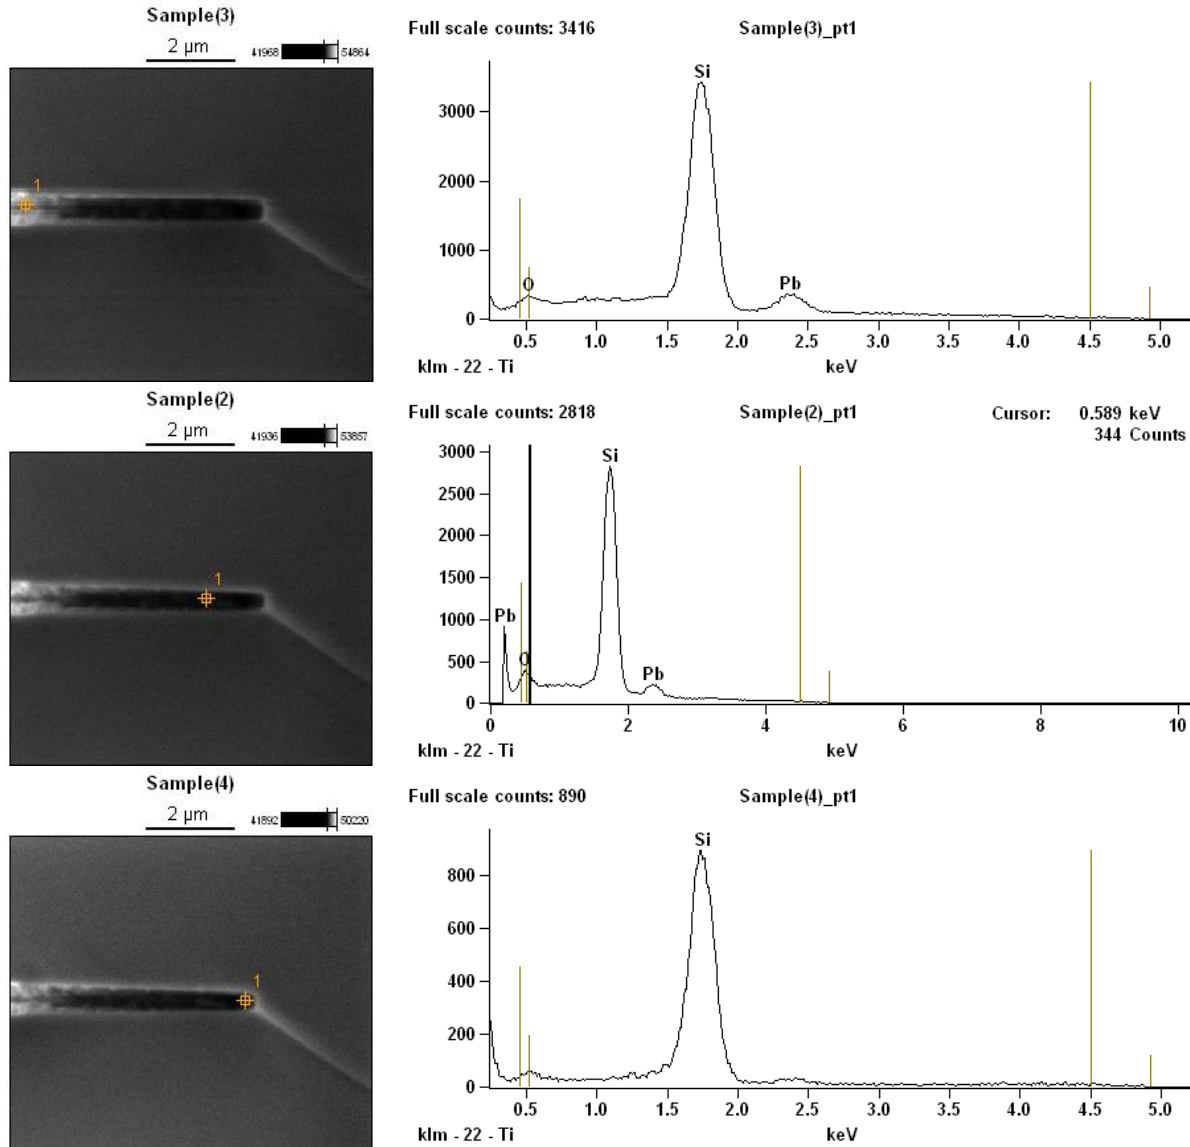 Sample(3)
2 μm
41968 54864
1
Full scale counts: 3416 Sample(3)_pt1
Si
O
Pb
3000
2000
1000
0
0.5 1.0 1.5 2.0 2.5 3.0 3.5 4.0 4.5 5.0
klm - 22 - Ti keV
Sample(2)
2 μm
41936 53857
1
Full scale counts: 2818 Sample(2)_pt1 Cursor: 0.589 keV
344 Counts
Si
Pb
O
Pb
3000
2500
2000
1500
1000
500
0
0 2 4 6 8 10
klm - 22 - Ti keV
Sample(4)
2 μm
41892 50220
1
Full scale counts: 890 Sample(4)_pt1
Si
800
600
400
200
0
0.5 1.0 1.5 2.0 2.5 3.0 3.5 4.0 4.5 5.0
klm - 22 - Ti keV